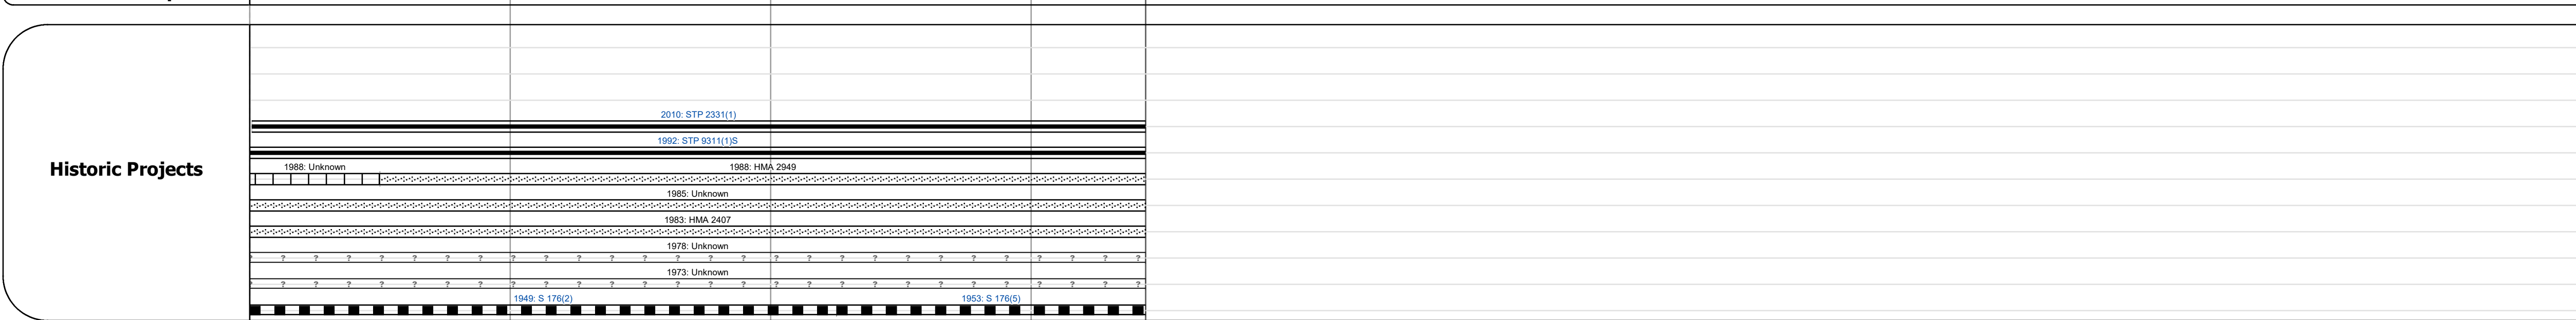 2010: STP 2331(1)
1992: STP 9311(1)S
1988: Unknown 1988: HMA 2949
1985: Unknown
1983: HMA 2407
Historic Projects
1978: Unknown
? ? ? ? ? ? ? ? ? ? ? ? ? ? ? ? ? ? ? ? ? ? ? ? ? ? ? ?
1973: Unknown
? ? ? ? ? ? ? ? ? ? ? ? ? ? ? ? ? ? ? ? ? ? ? ? ? ? ? ?
1949: S 176(2) 1953: S 176(5)